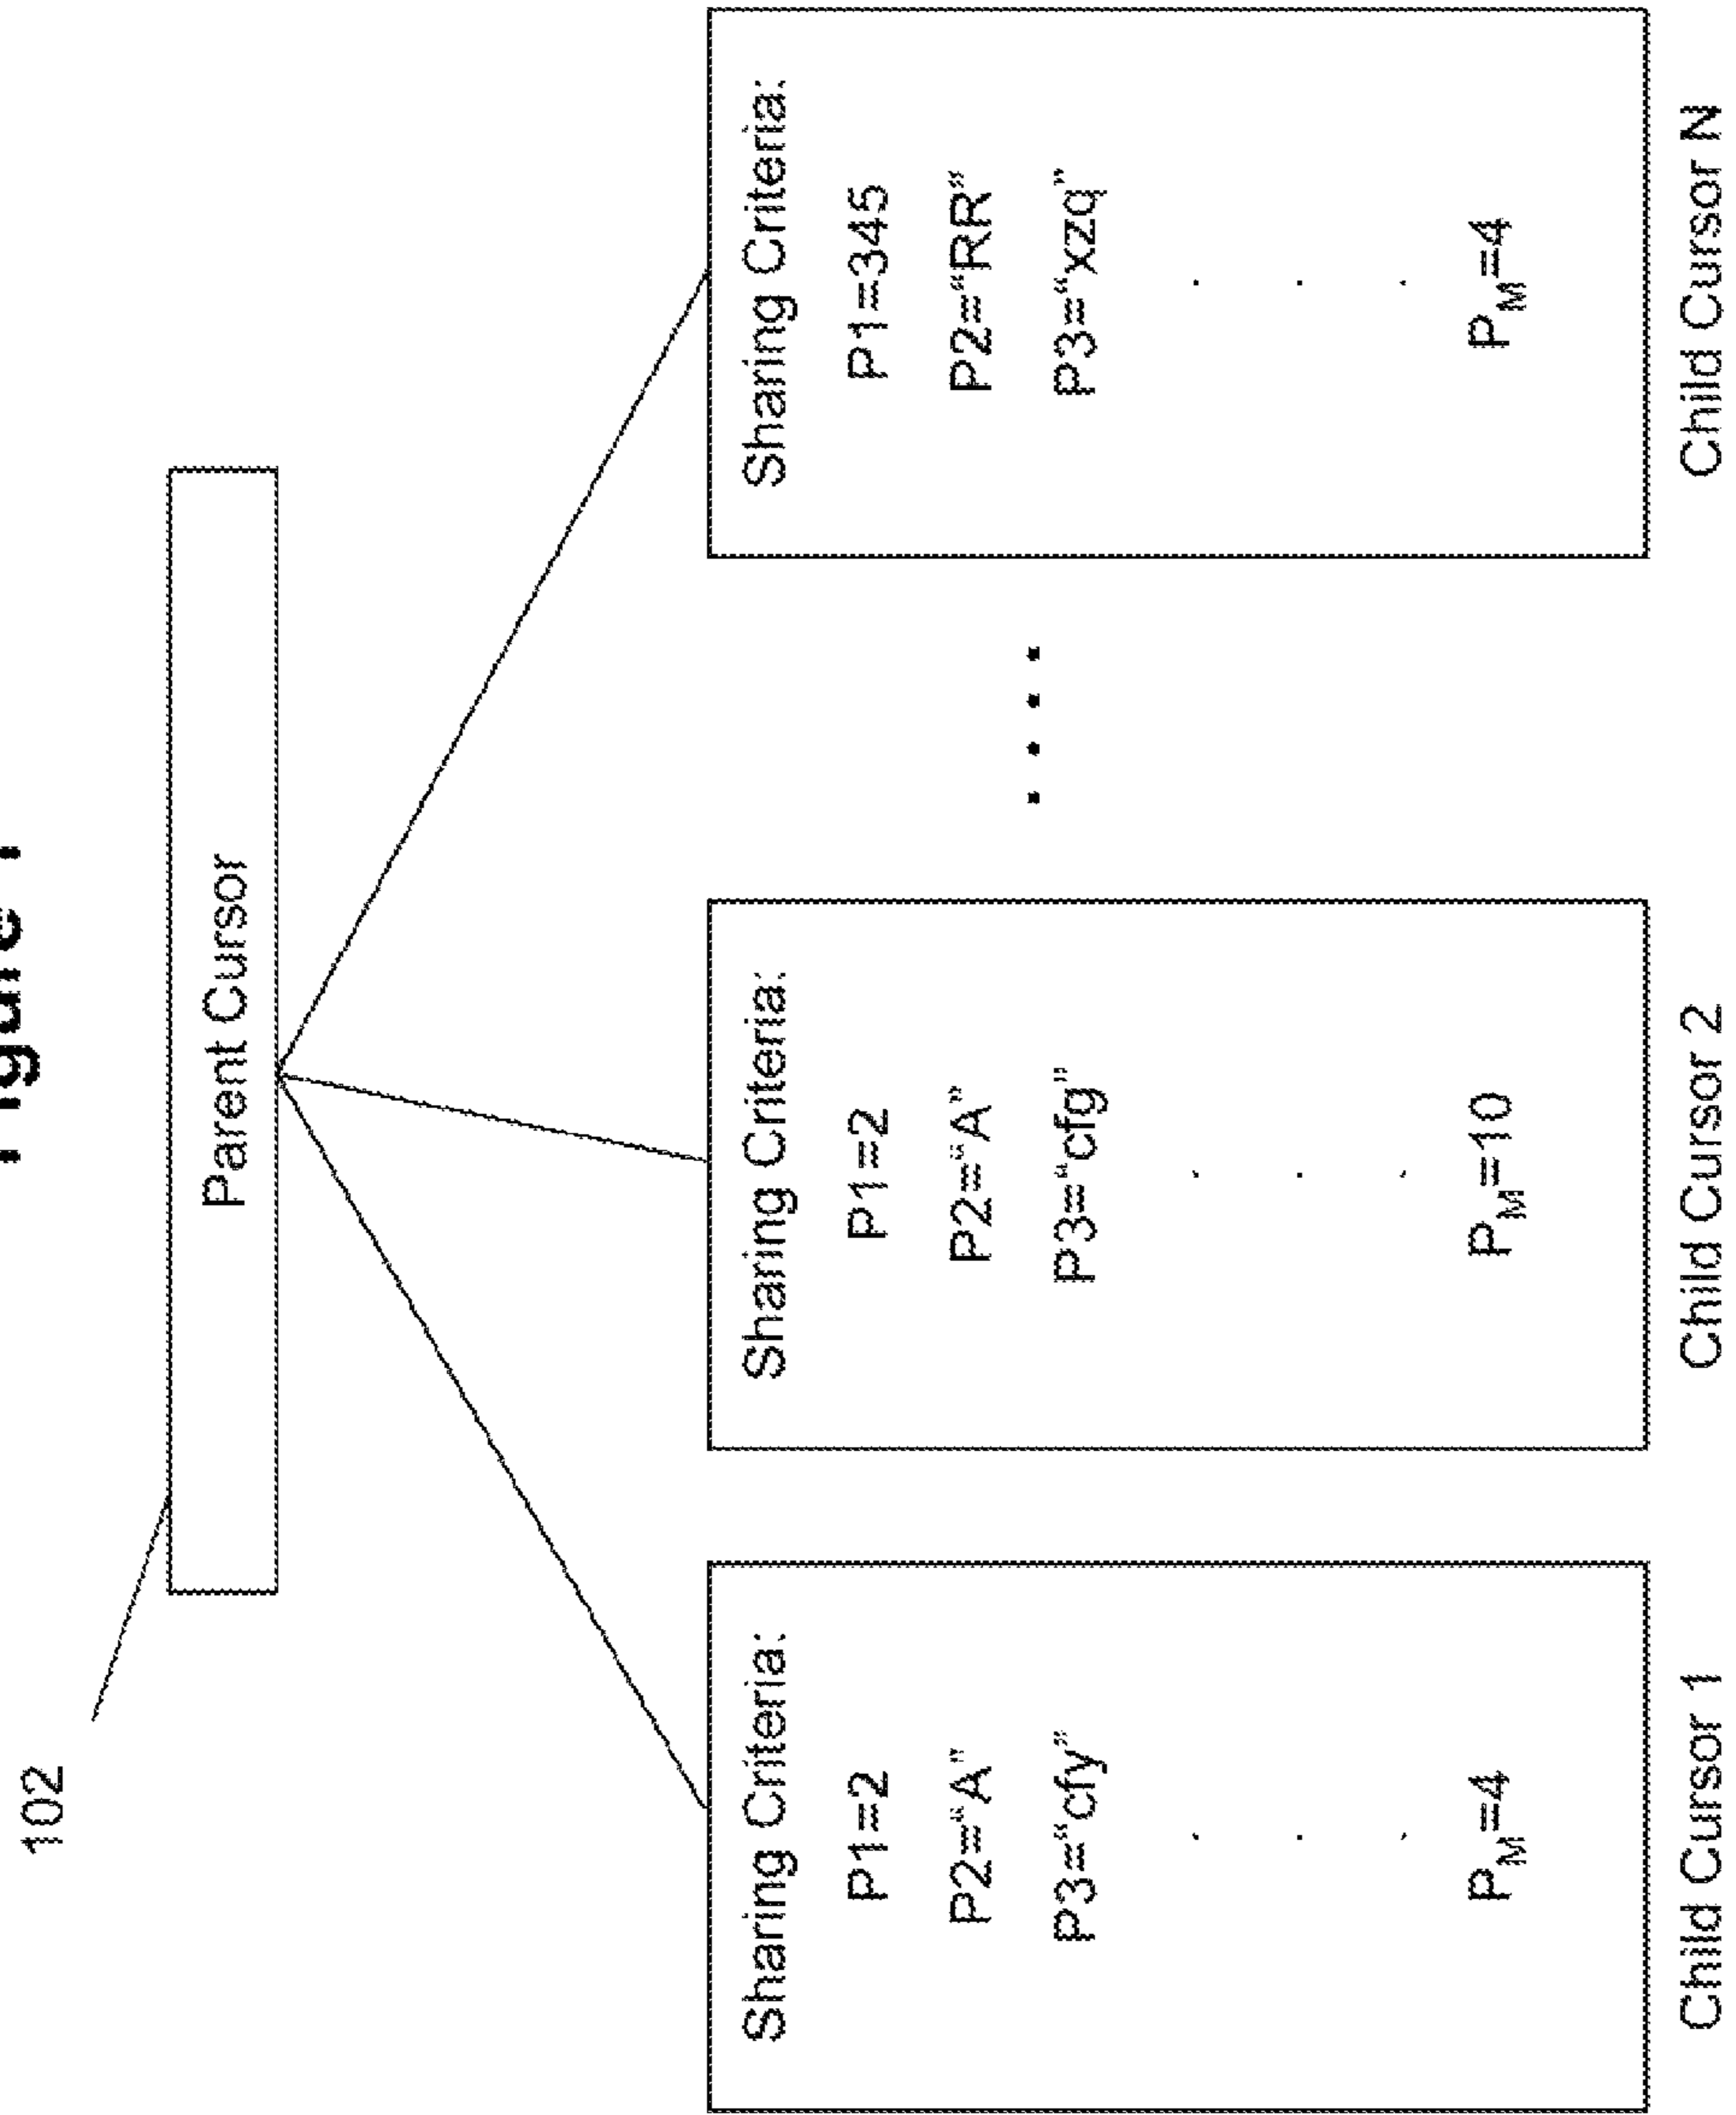 Figure 1
102
Parent Cursor
Sharing Criteria:
P1=2
P2="A"
P3="cfy"
.
.
.
PM=4
Child Cursor 1
Sharing Criteria:
P1=2
P2="A"
P3="cfg"
.
.
.
PM=10
Child Cursor 2
. . . .
Sharing Criteria:
P1=345
P2="RR"
P3="xzq"
.
.
.
PM=4
Child Cursor N